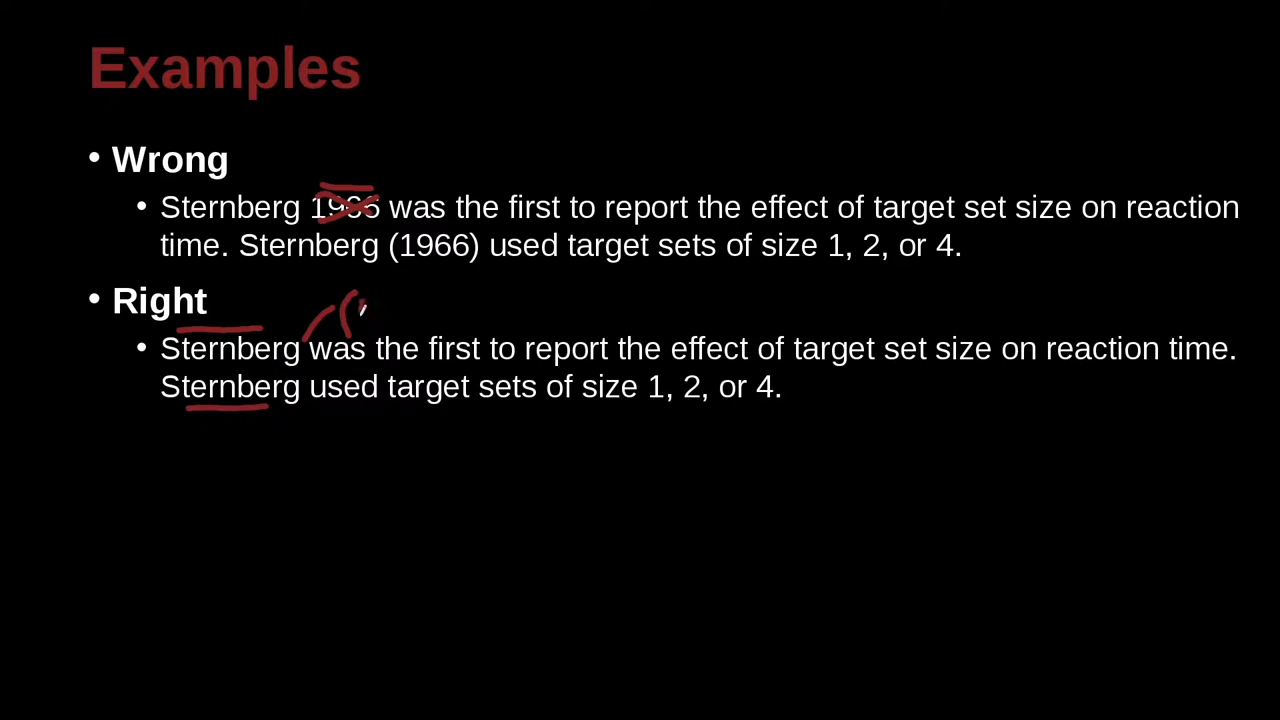 Examples
• Wrong
• Sternberg 1966 was the first to report the effect of target set size on reaction
time. Sternberg (1966) used target sets of size 1, 2, or 4.
• Right
(
• Sternberg was the first to report the effect of target set size on reaction time.
Sternberg used target sets of size 1, 2, or 4.